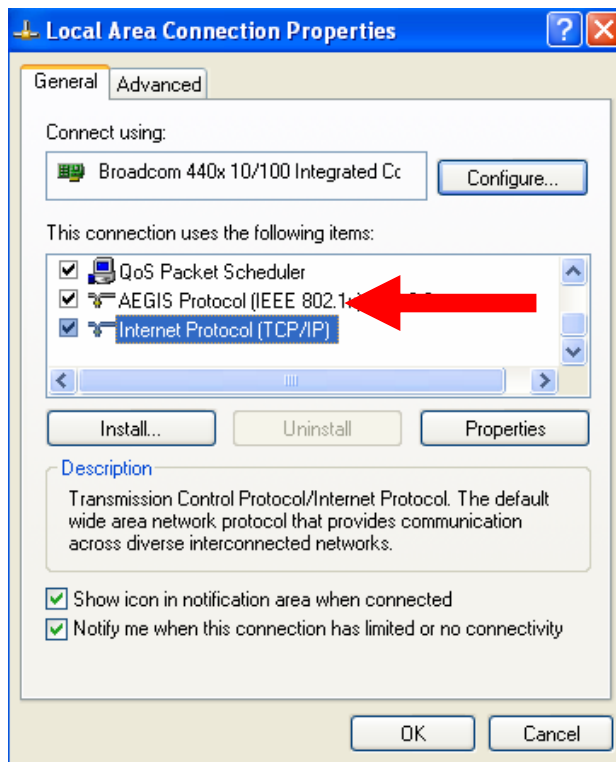 Local Area Connection Properties
General
Advanced
Connect using:
Broadcom 440x 10/100 Integrated Cc
Configure...
This connection uses the following items:
QoS Packet Scheduler
AEGIS Protocol (IEEE 802.1
Internet Protocol (TCP/IP)
Install...
Uninstall
Properties
Description
Transmission Control Protocol/Internet Protocol. The default
wide area network protocol that provides communication
across diverse interconnected networks.
Show icon in notification area when connected
Notify me when this connection has limited or no connectivity
OK
Cancel